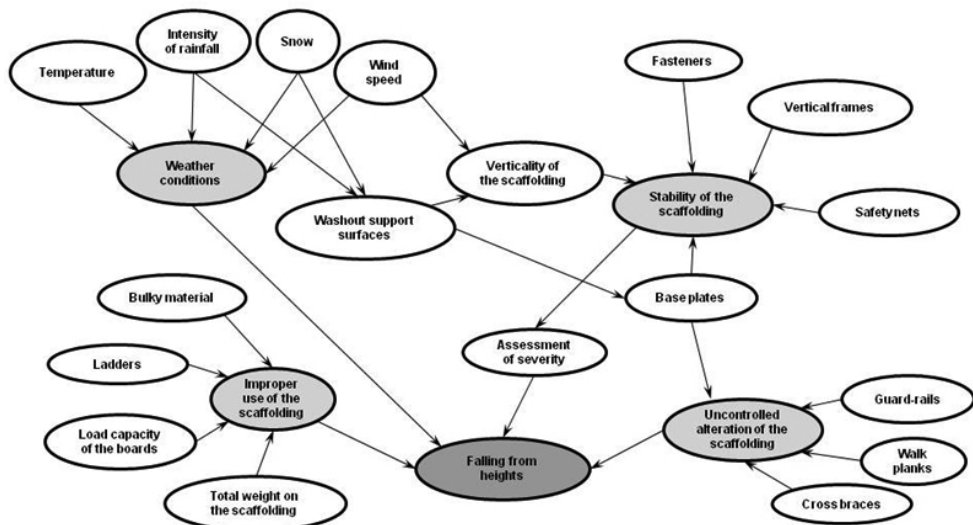 Temperature
Intensity
of rainfall
Snow
Wind
speed
Fasteners
Vertical frames
Weather
conditions
Verticality of
the scaffolding
Stability of the
scaffolding
Safety nets
Washout support
surfaces
Bulky material
Base plates
Ladders
Assessment
of severity
Improper
use of the
scaffolding
Guard-rails
Load capacity
of the boards
Uncontrolled
alteration of the
scaffolding
Walk
planks
Falling from
heights
Total weight on
the scaffolding
Cross braces